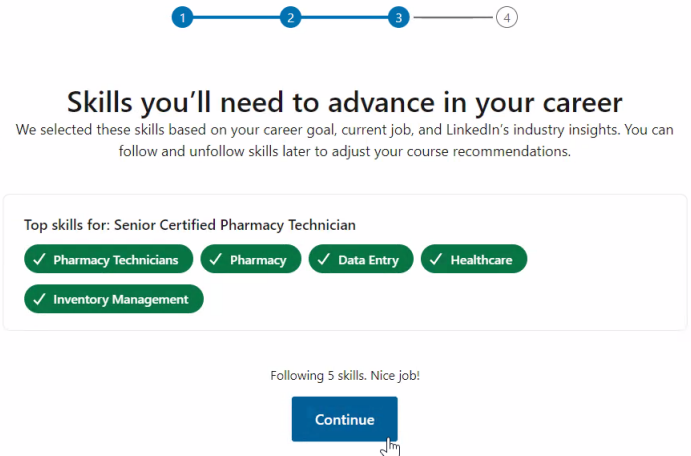 1 2 3 4
Skills you’ll need to advance in your career
We selected these skills based on your career goal, current job, and LinkedIn’s industry insights. You can
follow and unfollow skills later to adjust your course recommendations.
Top skills for: Senior Certified Pharmacy Technician
Pharmacy Technicians Pharmacy Data Entry Healthcare
Inventory Management
Following 5 skills. Nice job!
Continue